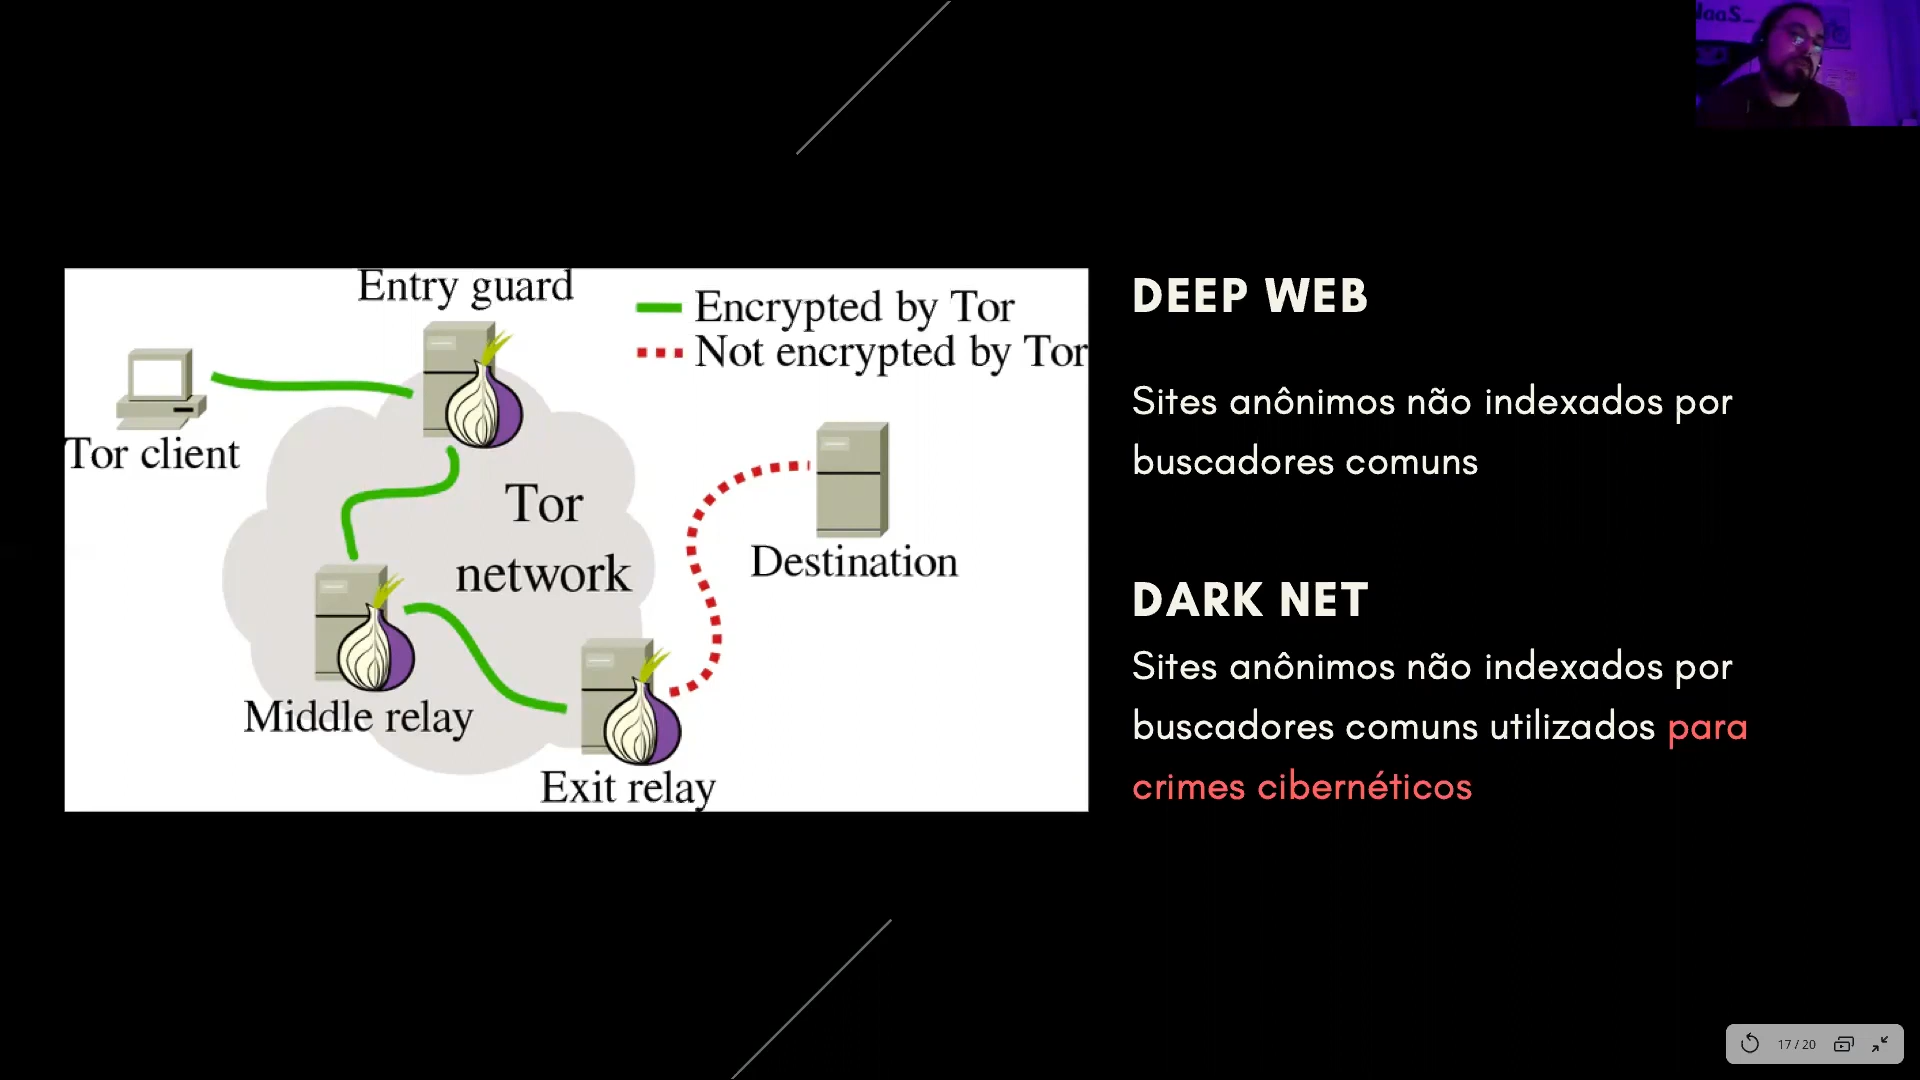 Entry guard
Encrypted by Tor
Not encrypted by Tor
Tor client
Tor
network
Destination
Middle relay
Exit relay
DEEP WEB
Sites anônimos não indexados por
buscadores comuns
DARK NET
Sites anônimos não indexados por
buscadores comuns utilizados para
crimes cibernéticos
17 / 20